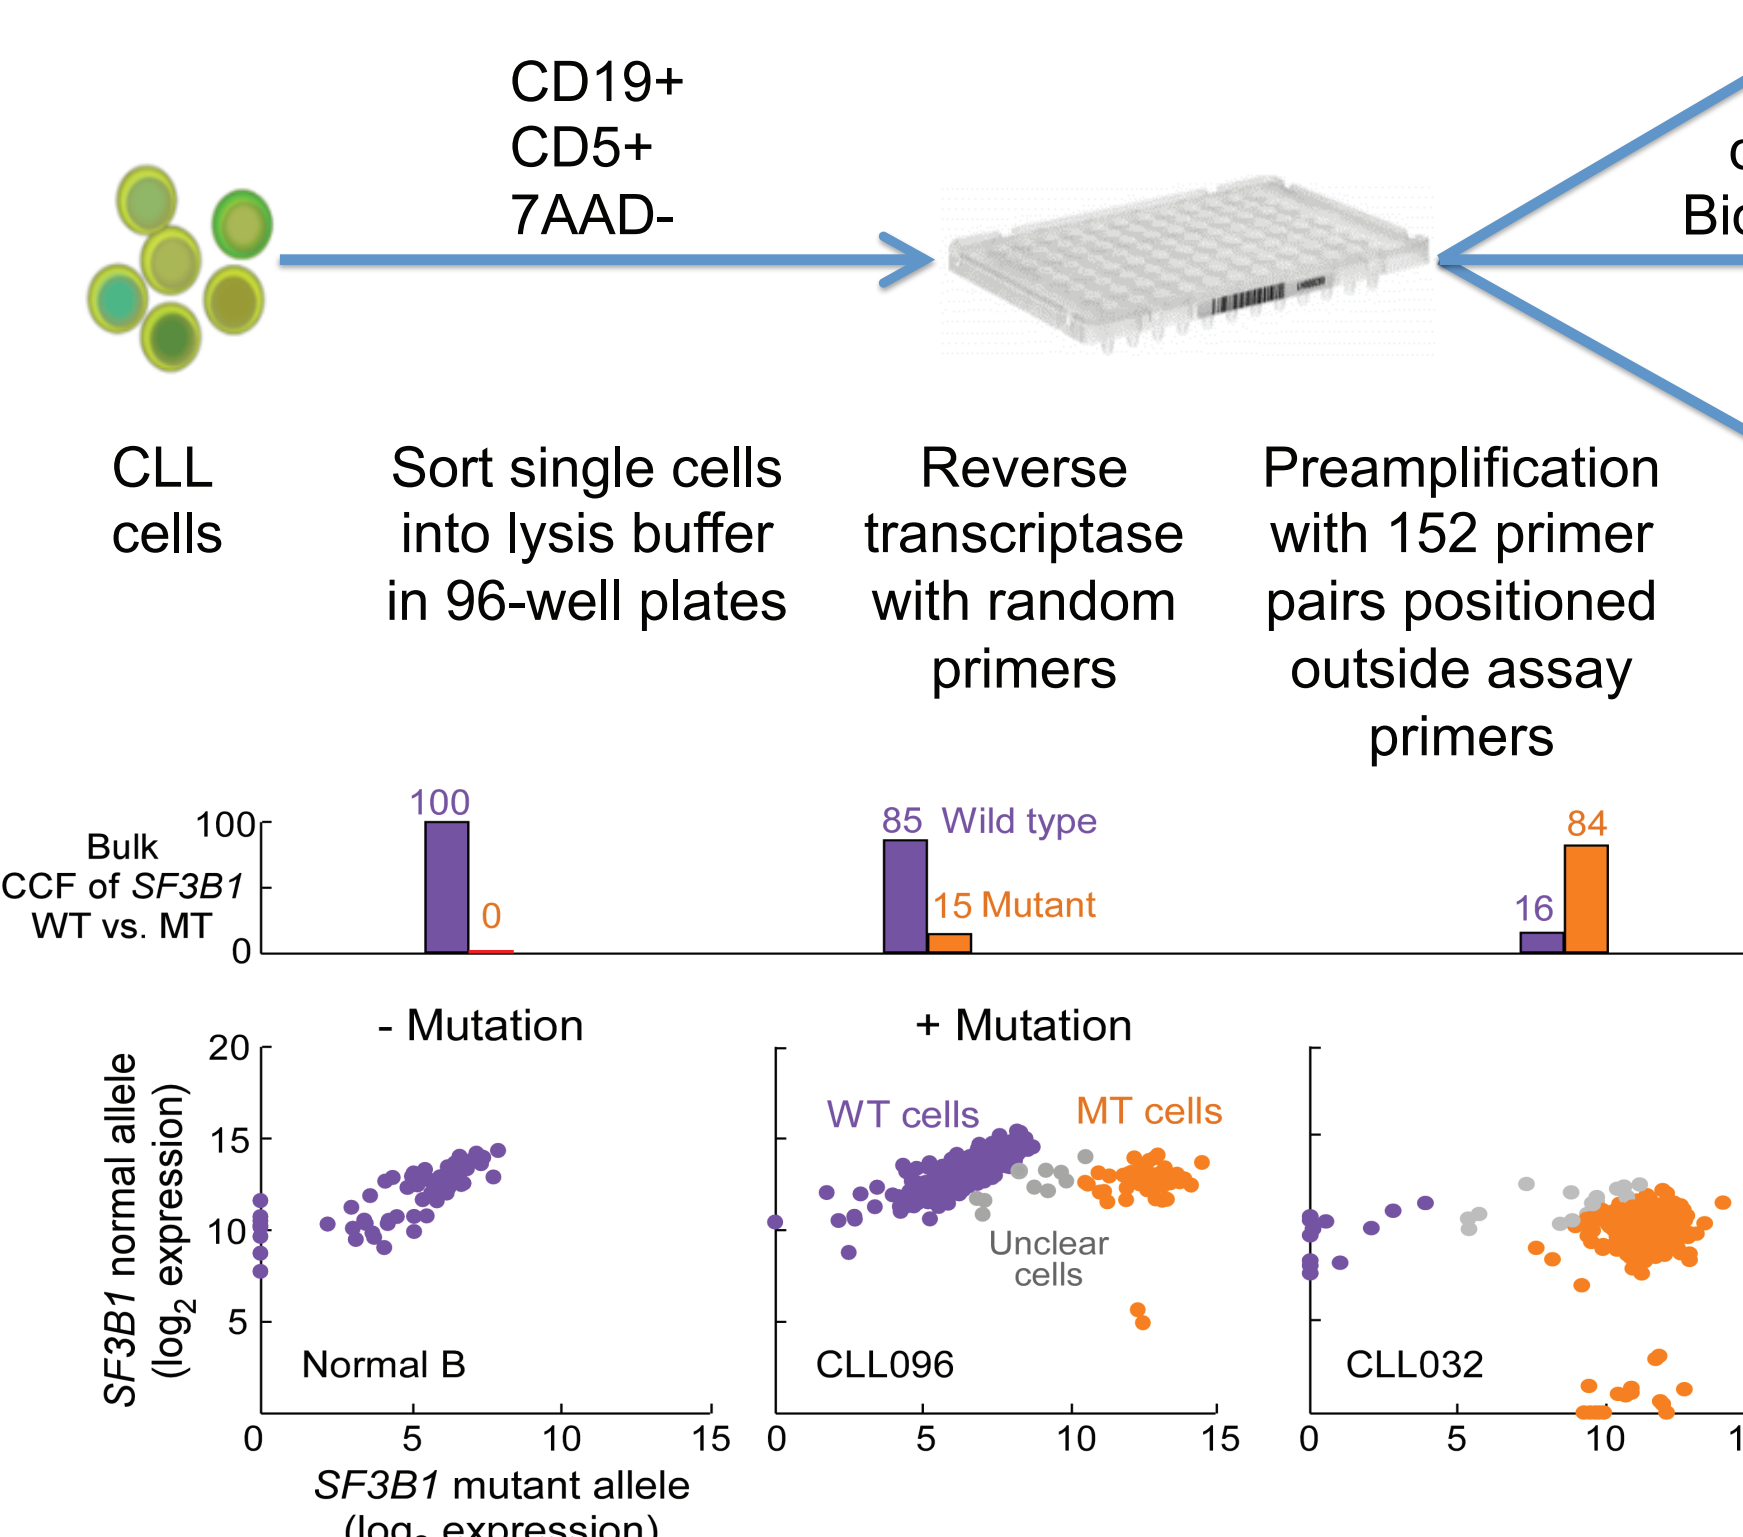 CD19+
CD5+
7AAD-
CLL
cells
Sort single cells
into lysis buffer
in 96-well plates
Reverse
transcriptase
with random
primers
Preamplification
with 152 primer
pairs positioned
outside assay
primers
Bulk
CCF of SF3B1
WT vs. MT
100
0
100
0
85 Wild type
15 Mutant
16
84
- Mutation
+ Mutation
SF3B1 normal allele
(log2 expression)
20
15
10
5
WT cells
MT cells
Unclear
cells
Normal B
CLL096
CLL032
0 5 10 15
0 5 10 15
0 5 10
SF3B1 mutant allele
(log2 expression)